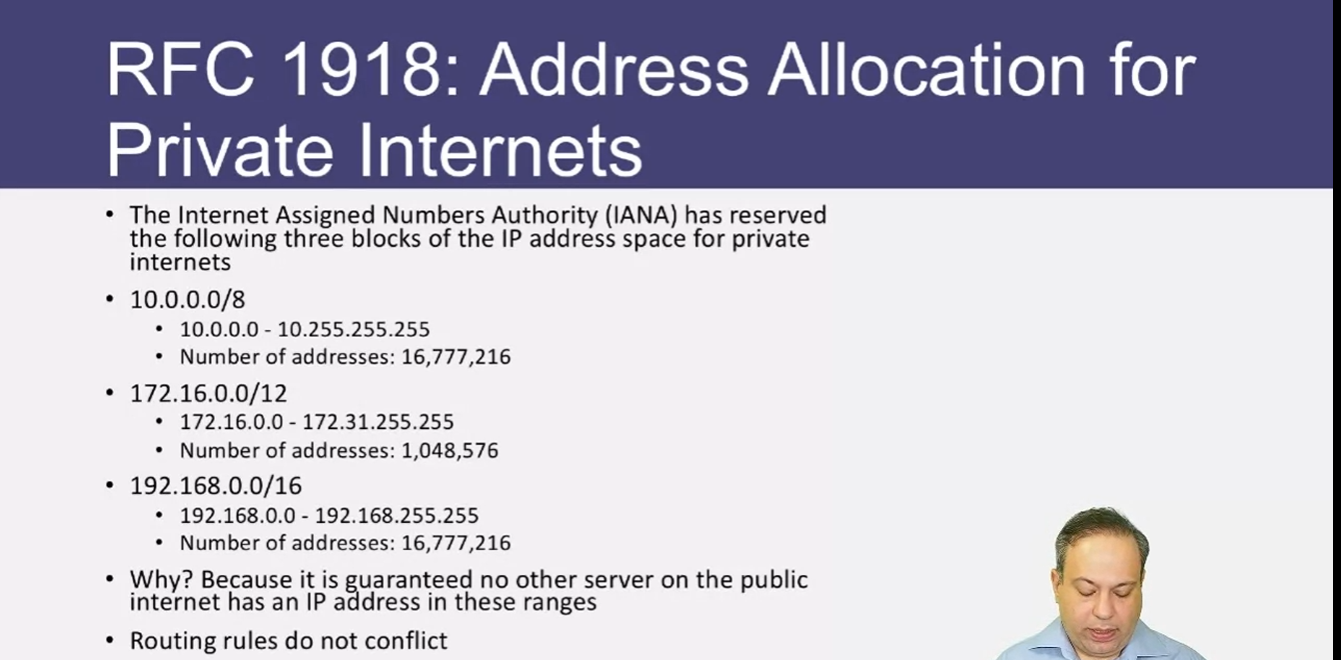 RFC 1918: Address Allocation for
Private Internets
• The Internet Assigned Numbers Authority (IANA) has reserved
the following three blocks of the IP address space for private
internets
• 10.0.0.0/8
• 10.0.0.0 - 10.255.255.255
• Number of addresses: 16,777,216
• 172.16.0.0/12
• 172.16.0.0 - 172.31.255.255
• Number of addresses: 1,048,576
• 192.168.0.0/16
• 192.168.0.0 - 192.168.255.255
• Number of addresses: 16,777,216
• Why? Because it is guaranteed no other server on the public
internet has an IP address in these ranges
• Routing rules do not conflict